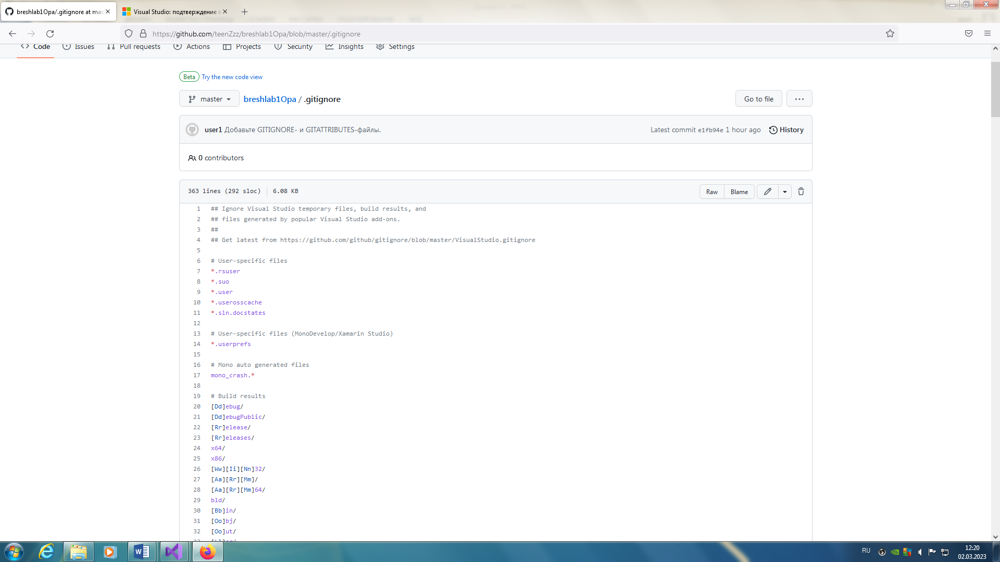 breshlab1Opa/.gitignore at mas
Visual Studio: подтверждение в
https://github.com/teenZzz/breshlab1Opa/blob/master/.gitignore
Code Issues Pull requests Actions Projects Security Insights Settings
Beta Try the new code view
master breshlab1Opa / .gitignore Go to file ...
user1 Добавьте GITIGNORE- и GITATTRIBUTES-файлы. Latest commit e1fb94e 1 hour ago History
0 contributors
363 lines (292 sloc) 6.08 KB Raw Blame
1 ## Ignore Visual Studio temporary files, build results, and
2 ## files generated by popular Visual Studio add-ons.
3 ##
4 ## Get latest from https://github.com/github/gitignore/blob/master/VisualStudio.gitignore
5
6 # User-specific files
7 *.rsuser
8 *.suo
9 *.user
10 *.userosscache
11 *.sln.docstates
12
13 # User-specific files (MonoDevelop/Xamarin Studio)
14 *.userprefs
15
16 # Mono auto generated files
17 mono_crash.*
18
19 # Build results
20 [Dd]ebug/
21 [Dd]ebugPublic/
22 [Rr]elease/
23 [Rr]eleases/
24 x64/
25 x86/
26 [Ww][Ii][Nn]32/
27 [Aa][Rr][Mm]/
28 [Aa][Rr][Mm]64/
29 bld/
30 [Bb]in/
31 [Oo]bj/
32 [Oo]ut/
RU
12:20
02.03.2023